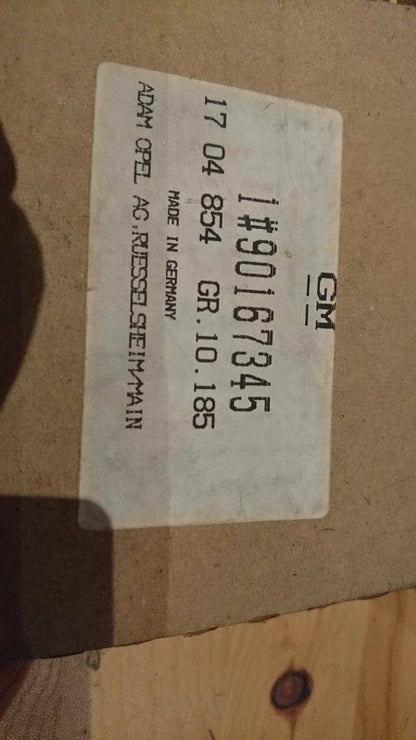 GM
1#90167345
17 04 854 GR.10.185
MADE IN GERMANY
ADAM OPEL AG,RUESSELSHEIM/MAIN